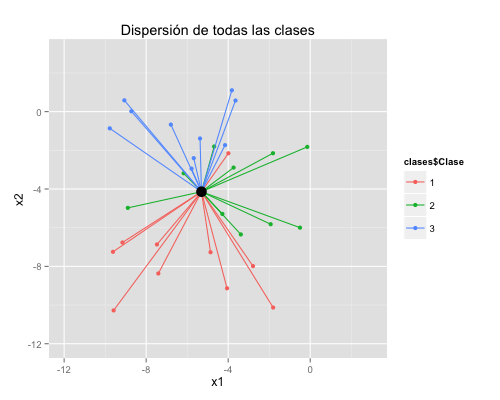 Dispersión de todas las clases
x2
0
-4
-8
-12
-12
-8
-4
0
x1
clases$Clase
1
2
3